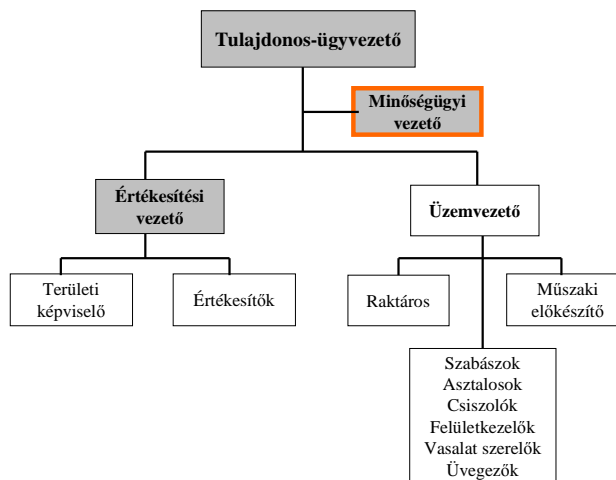 Tulajdonos-ügyvezető
Minőségügyi
vezető
Értékesítési
vezető
Üzemvezető
Területi
képviselő
Értékesítők
Raktáros
Műszaki
előkészítő
Szabászok
Asztalosok
Csiszolók
Felületkezelők
Vasalat szerelők
Üvegezők